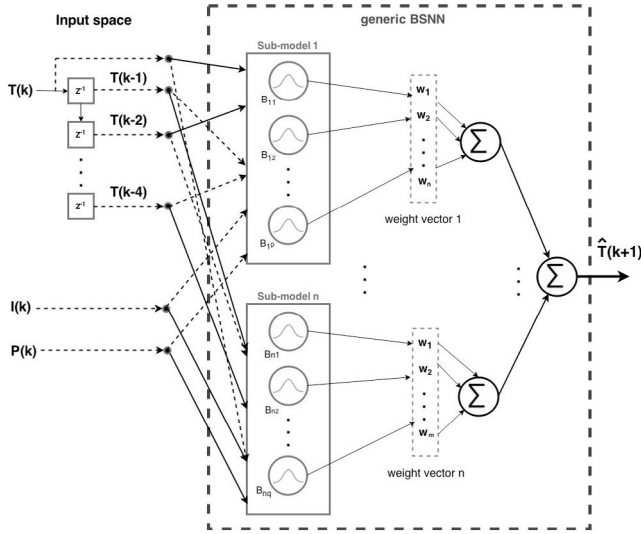 Input space
generic BSNN
Sub-model 1
T(k)
z⁻¹
T(k-1)
B₁₁
w₁
z⁻¹
T(k-2)
B₁₂
w₂
Σ
z⁻¹
T(k-4)
wₙ
B₁ₚ
weight vector 1
T̂(k+1)
Σ
Sub-model n
I(k)
P(k)
Bₙ₁
w₁
Bₙ₂
w₂
Σ
wₘ
Bₙq
weight vector n